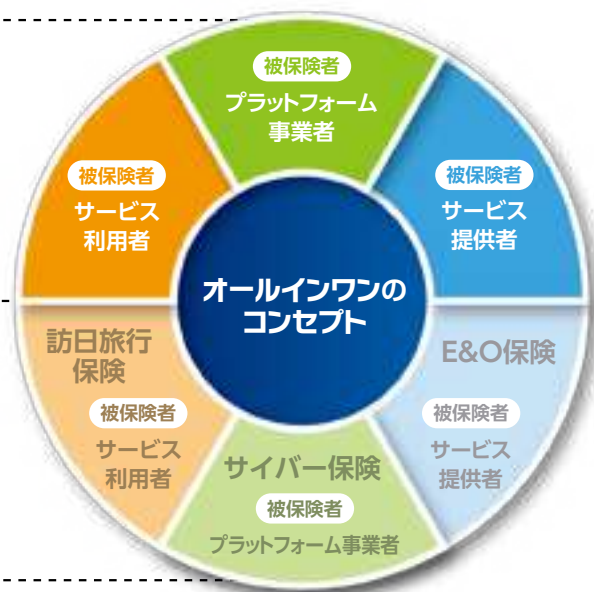 被保険者
プラットフォーム
事業者
被保険者
サービス
利用者
被保険者
サービス
提供者
オールインワンの
コンセプト
訪日旅行
保険
被保険者
サービス
利用者
E&O保険
被保険者
サービス
提供者
サイバー保険
被保険者
プラットフォーム事業者